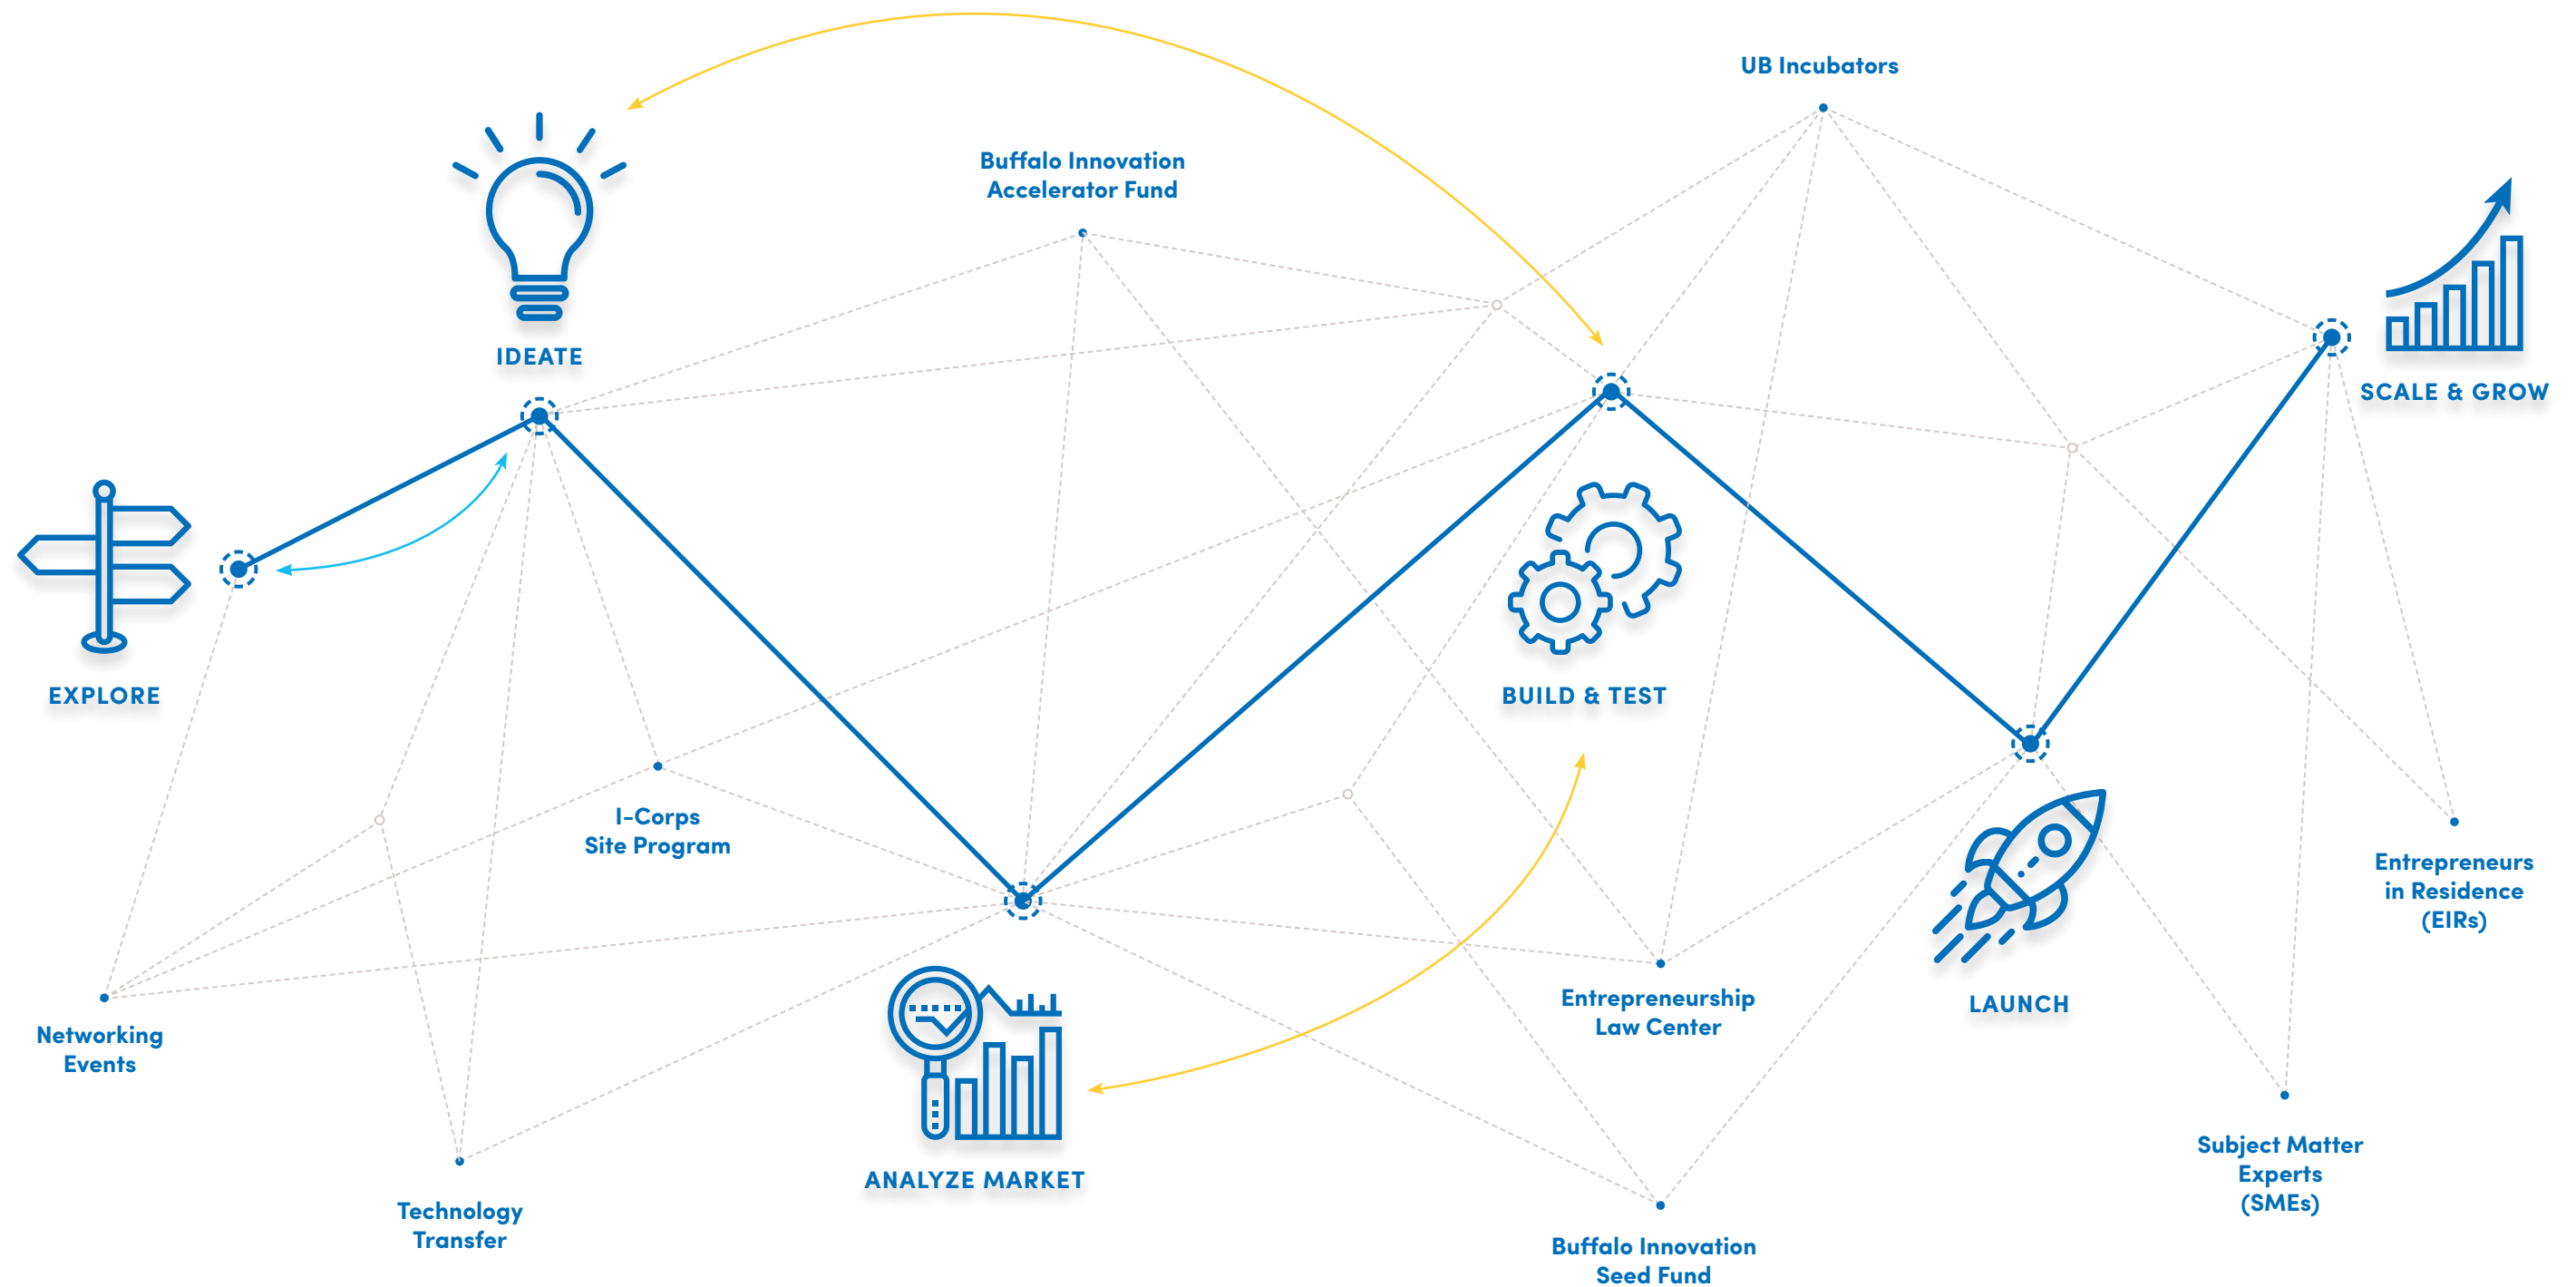 UB Incubators
Buffalo Innovation
Accelerator Fund
IDEATE
SCALE & GROW
EXPLORE
BUILD & TEST
I-Corps
Site Program
Entrepreneurs
in Residence
(EIRs)
Entrepreneurship
Law Center
LAUNCH
Networking
Events
ANALYZE MARKET
Subject Matter
Experts
(SMEs)
Technology
Transfer
Buffalo Innovation
Seed Fund